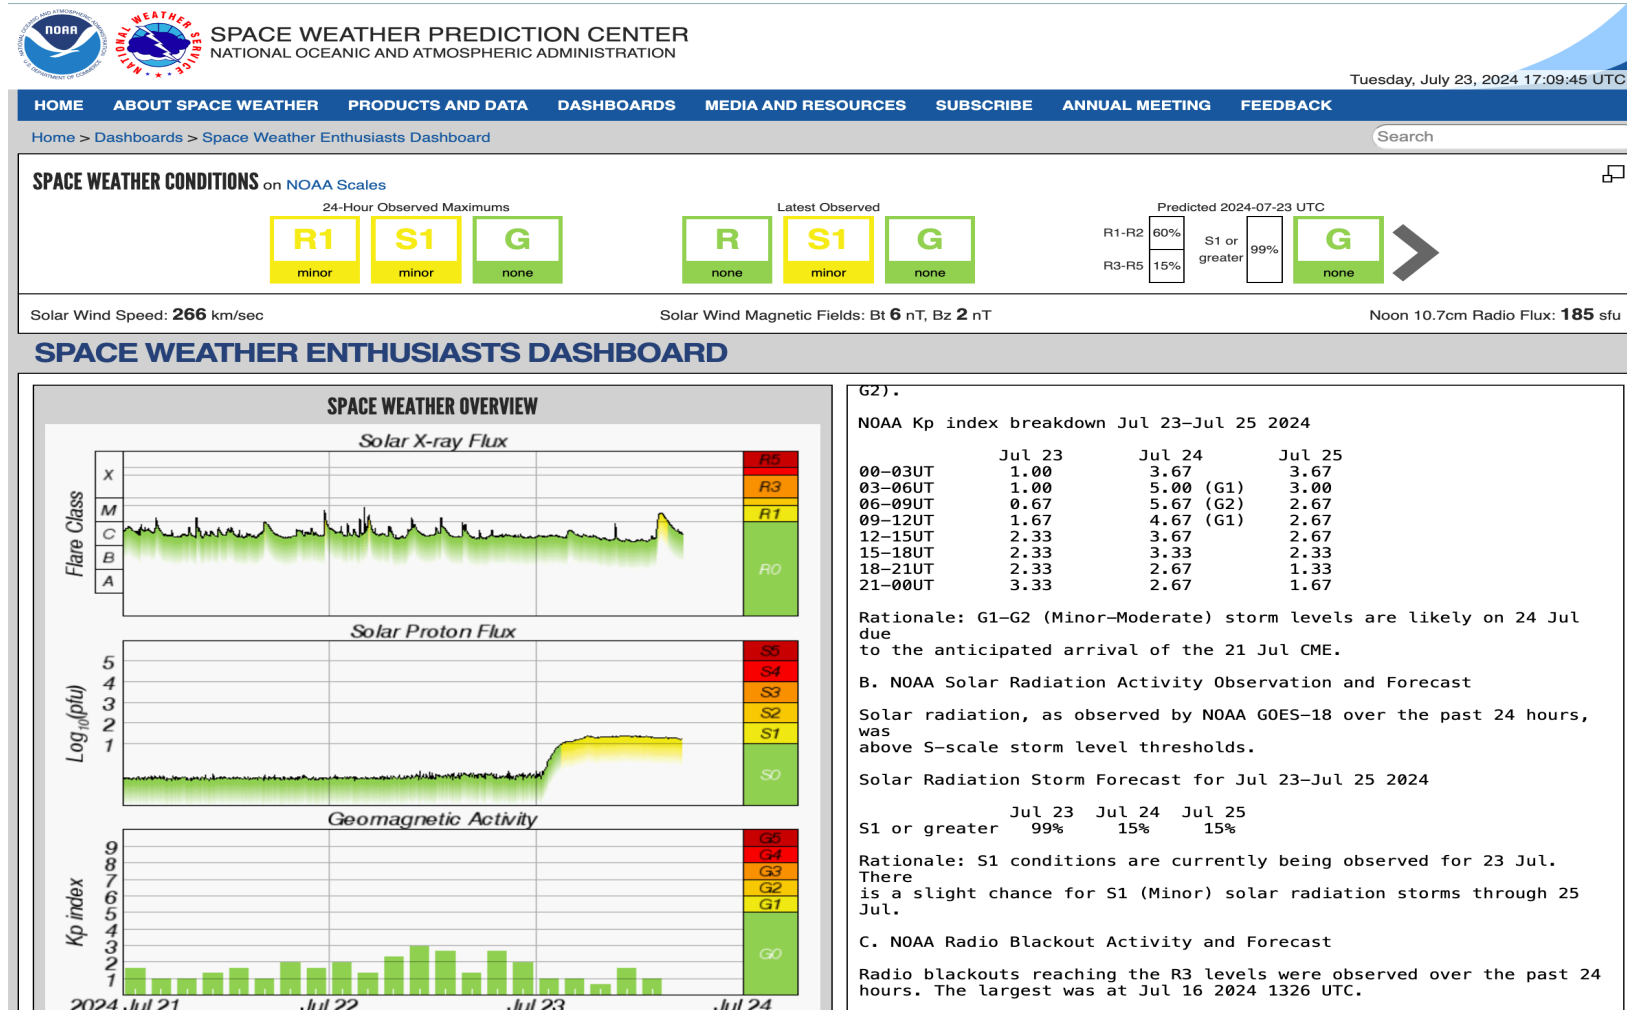 NOAA
NATIONAL OCEANIC AND ATMOSPHERIC ADMINISTRATION
U.S. DEPARTMENT OF COMMERCE
NATIONAL WEATHER SERVICE
SPACE WEATHER PREDICTION CENTER
NATIONAL OCEANIC AND ATMOSPHERIC ADMINISTRATION
Tuesday, July 23, 2024 17:09:45 UTC
HOME ABOUT SPACE WEATHER PRODUCTS AND DATA DASHBOARDS MEDIA AND RESOURCES SUBSCRIBE ANNUAL MEETING FEEDBACK
Home > Dashboards > Space Weather Enthusiasts Dashboard
Search
SPACE WEATHER CONDITIONS on NOAA Scales
24-Hour Observed Maximums
R1 S1 G
minor minor none
Latest Observed
R S1 G
none minor none
Predicted 2024-07-23 UTC
R1-R2 60%
R3-R5 15%
S1 or
greater
99%
G
none
Solar Wind Speed: 266 km/sec
Solar Wind Magnetic Fields: Bt 6 nT, Bz 2 nT
Noon 10.7cm Radio Flux: 185 sfu
SPACE WEATHER ENTHUSIASTS DASHBOARD
SPACE WEATHER OVERVIEW
Solar X-ray Flux
Flare Class
X
M
C
B
A
R5
R3
R1
R0
Solar Proton Flux
Log10(pfu)
5
4
3
2
1
S5
S4
S3
S2
S1
S0
Geomagnetic Activity
Kp index
9
8
7
6
5
4
3
2
1
G5
G4
G3
G2
G1
G0
2024 Jul 21 Jul 22 Jul 23 Jul 24
G2).
NOAA Kp index breakdown Jul 23-Jul 25 2024
Jul 23 Jul 24 Jul 25
00-03UT 1.00 3.67 3.67
03-06UT 1.00 5.00 (G1) 3.00
06-09UT 0.67 5.67 (G2) 2.67
09-12UT 1.67 4.67 (G1) 2.67
12-15UT 2.33 3.67 2.67
15-18UT 2.33 3.33 2.33
18-21UT 2.33 2.67 1.33
21-00UT 3.33 2.67 1.67
Rationale: G1-G2 (Minor-Moderate) storm levels are likely on 24 Jul
due
to the anticipated arrival of the 21 Jul CME.
B. NOAA Solar Radiation Activity Observation and Forecast
Solar radiation, as observed by NOAA GOES-18 over the past 24 hours,
was
above S-scale storm level thresholds.
Solar Radiation Storm Forecast for Jul 23-Jul 25 2024
Jul 23 Jul 24 Jul 25
S1 or greater 99% 15% 15%
Rationale: S1 conditions are currently being observed for 23 Jul.
There
is a slight chance for S1 (Minor) solar radiation storms through 25
Jul.
C. NOAA Radio Blackout Activity and Forecast
Radio blackouts reaching the R3 levels were observed over the past 24
hours. The largest was at Jul 16 2024 1326 UTC.